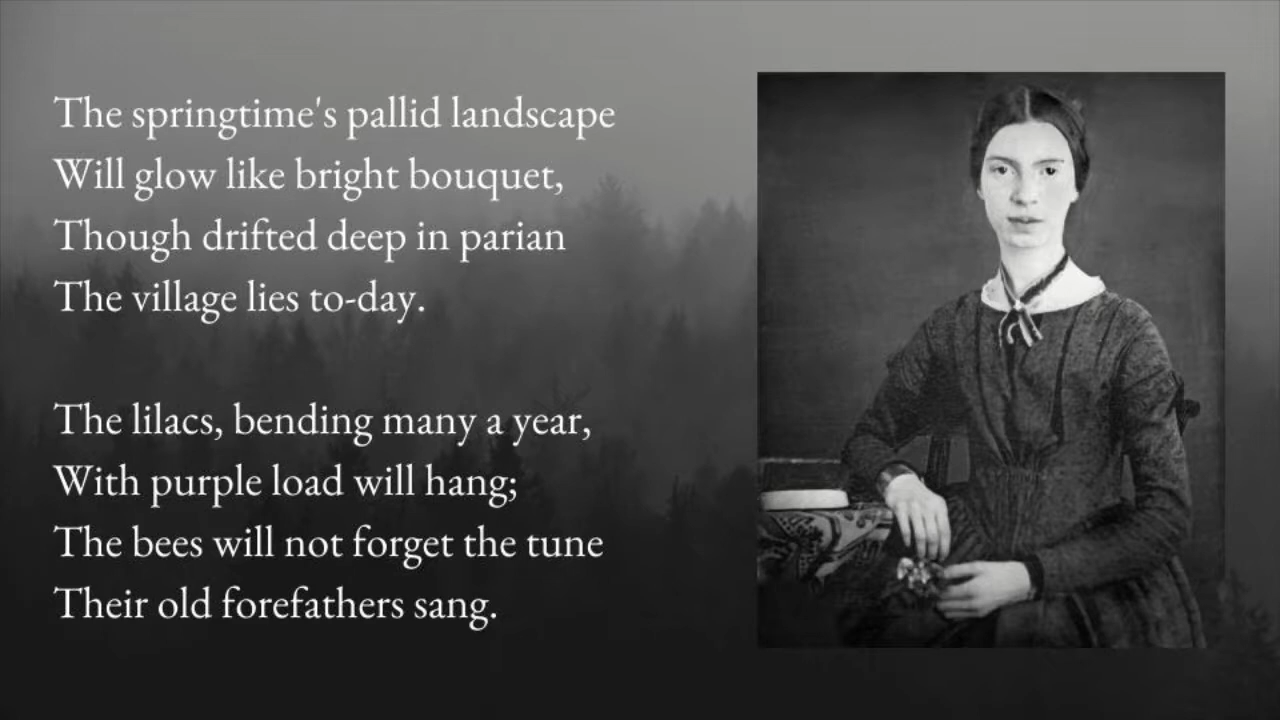 The springtime's pallid landscape
Will glow like bright bouquet,
Though drifted deep in parian
The village lies to-day.
The lilacs, bending many a year,
With purple load will hang;
The bees will not forget the tune
Their old forefathers sang.